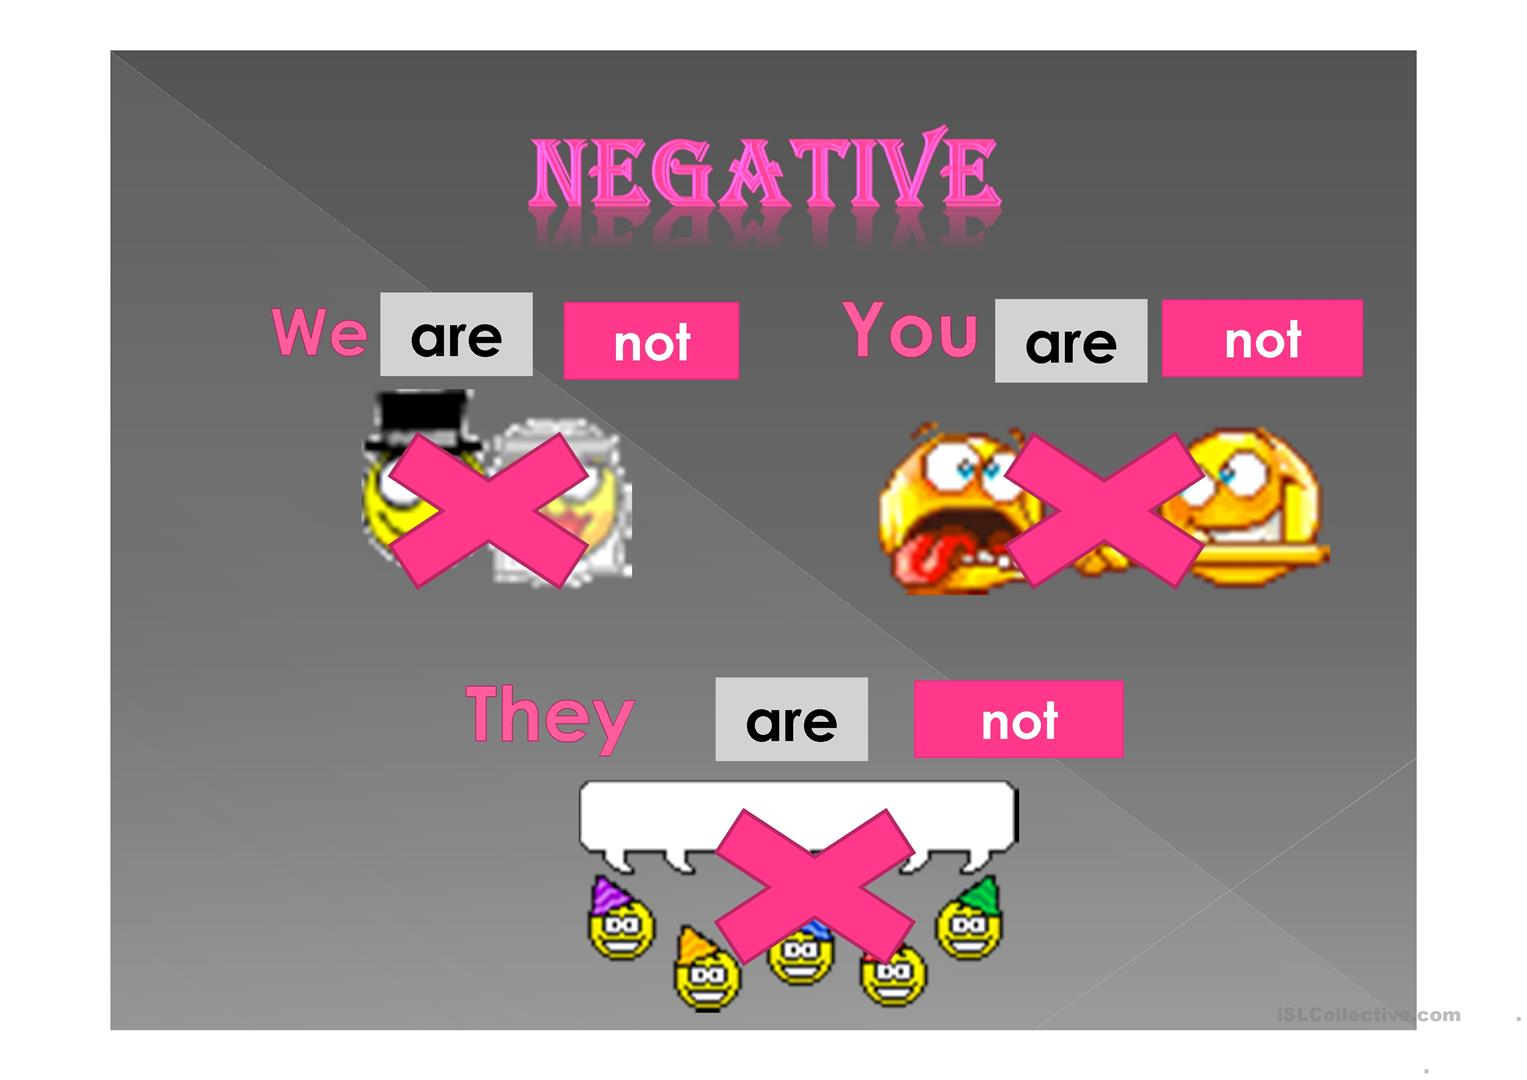 NEGATIVE
We are not
You are not
They are not
iSLCollective.com